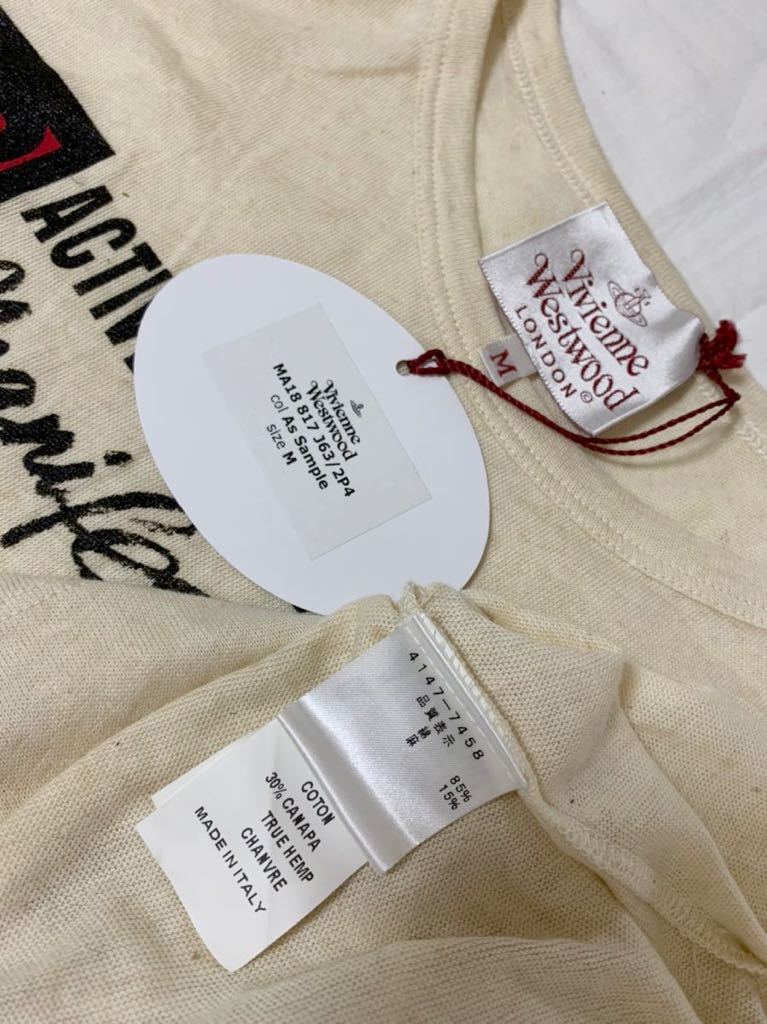 ACTIV
manifes
Vivienne
Westwood
LONDON©
M
Vivienne
Westwood
MA18 817 J63/2P4
col As Sample
size M
4147-7458
品質表示
綿 85%
麻 15%
COTON
30% CANAPA
TRUE HEMP
CHANVRE
MADE IN ITALY